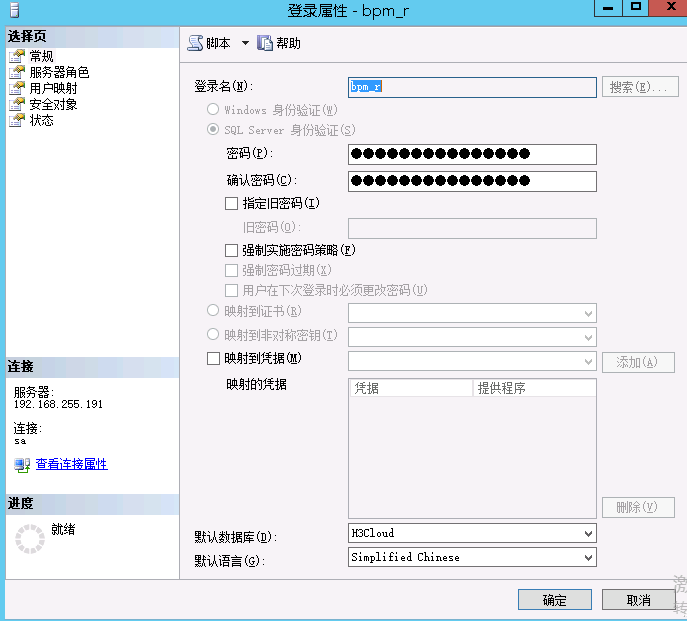 登录属性 - bpm_r
选择页
常规
服务器角色
用户映射
安全对象
状态
脚本
帮助
登录名(N):
bpm_r
搜索(E)...
Windows 身份验证(W)
SQL Server 身份验证(S)
密码(P):
●●●●●●●●●●●●●●●
确认密码(C):
●●●●●●●●●●●●●●●
指定旧密码(I)
旧密码(O):
强制实施密码策略(F)
强制密码过期(X)
用户在下次登录时必须更改密码(U)
映射到证书(R)
映射到非对称密钥(T)
映射到凭据(M)
添加(A)
映射的凭据
凭据
提供程序
删除(V)
默认数据库(D):
H3Cloud
默认语言(G):
Simplified Chinese
连接
服务器:
192.168.255.191
连接:
sa
查看连接属性
进度
就绪
确定
取消